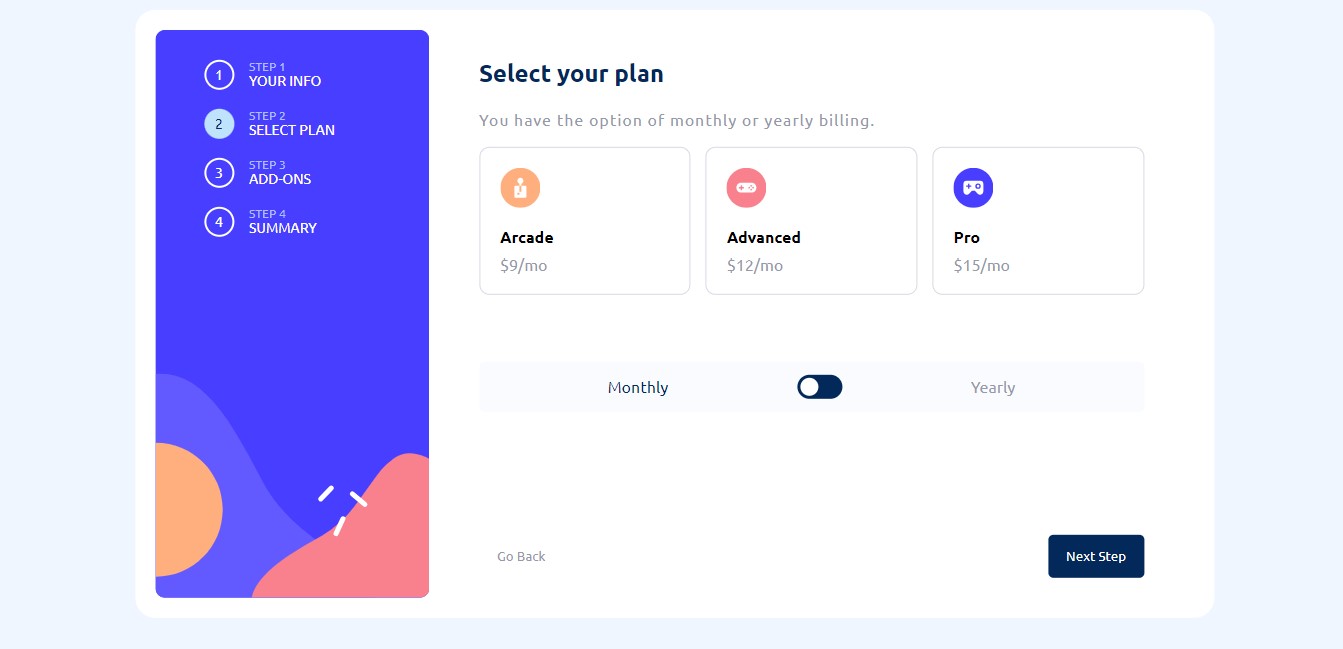 1
STEP 1
YOUR INFO
2
STEP 2
SELECT PLAN
3
STEP 3
ADD-ONS
4
STEP 4
SUMMARY
Select your plan
You have the option of monthly or yearly billing.
Arcade
$9/mo
Advanced
$12/mo
Pro
$15/mo
Monthly
Yearly
Go Back
Next Step